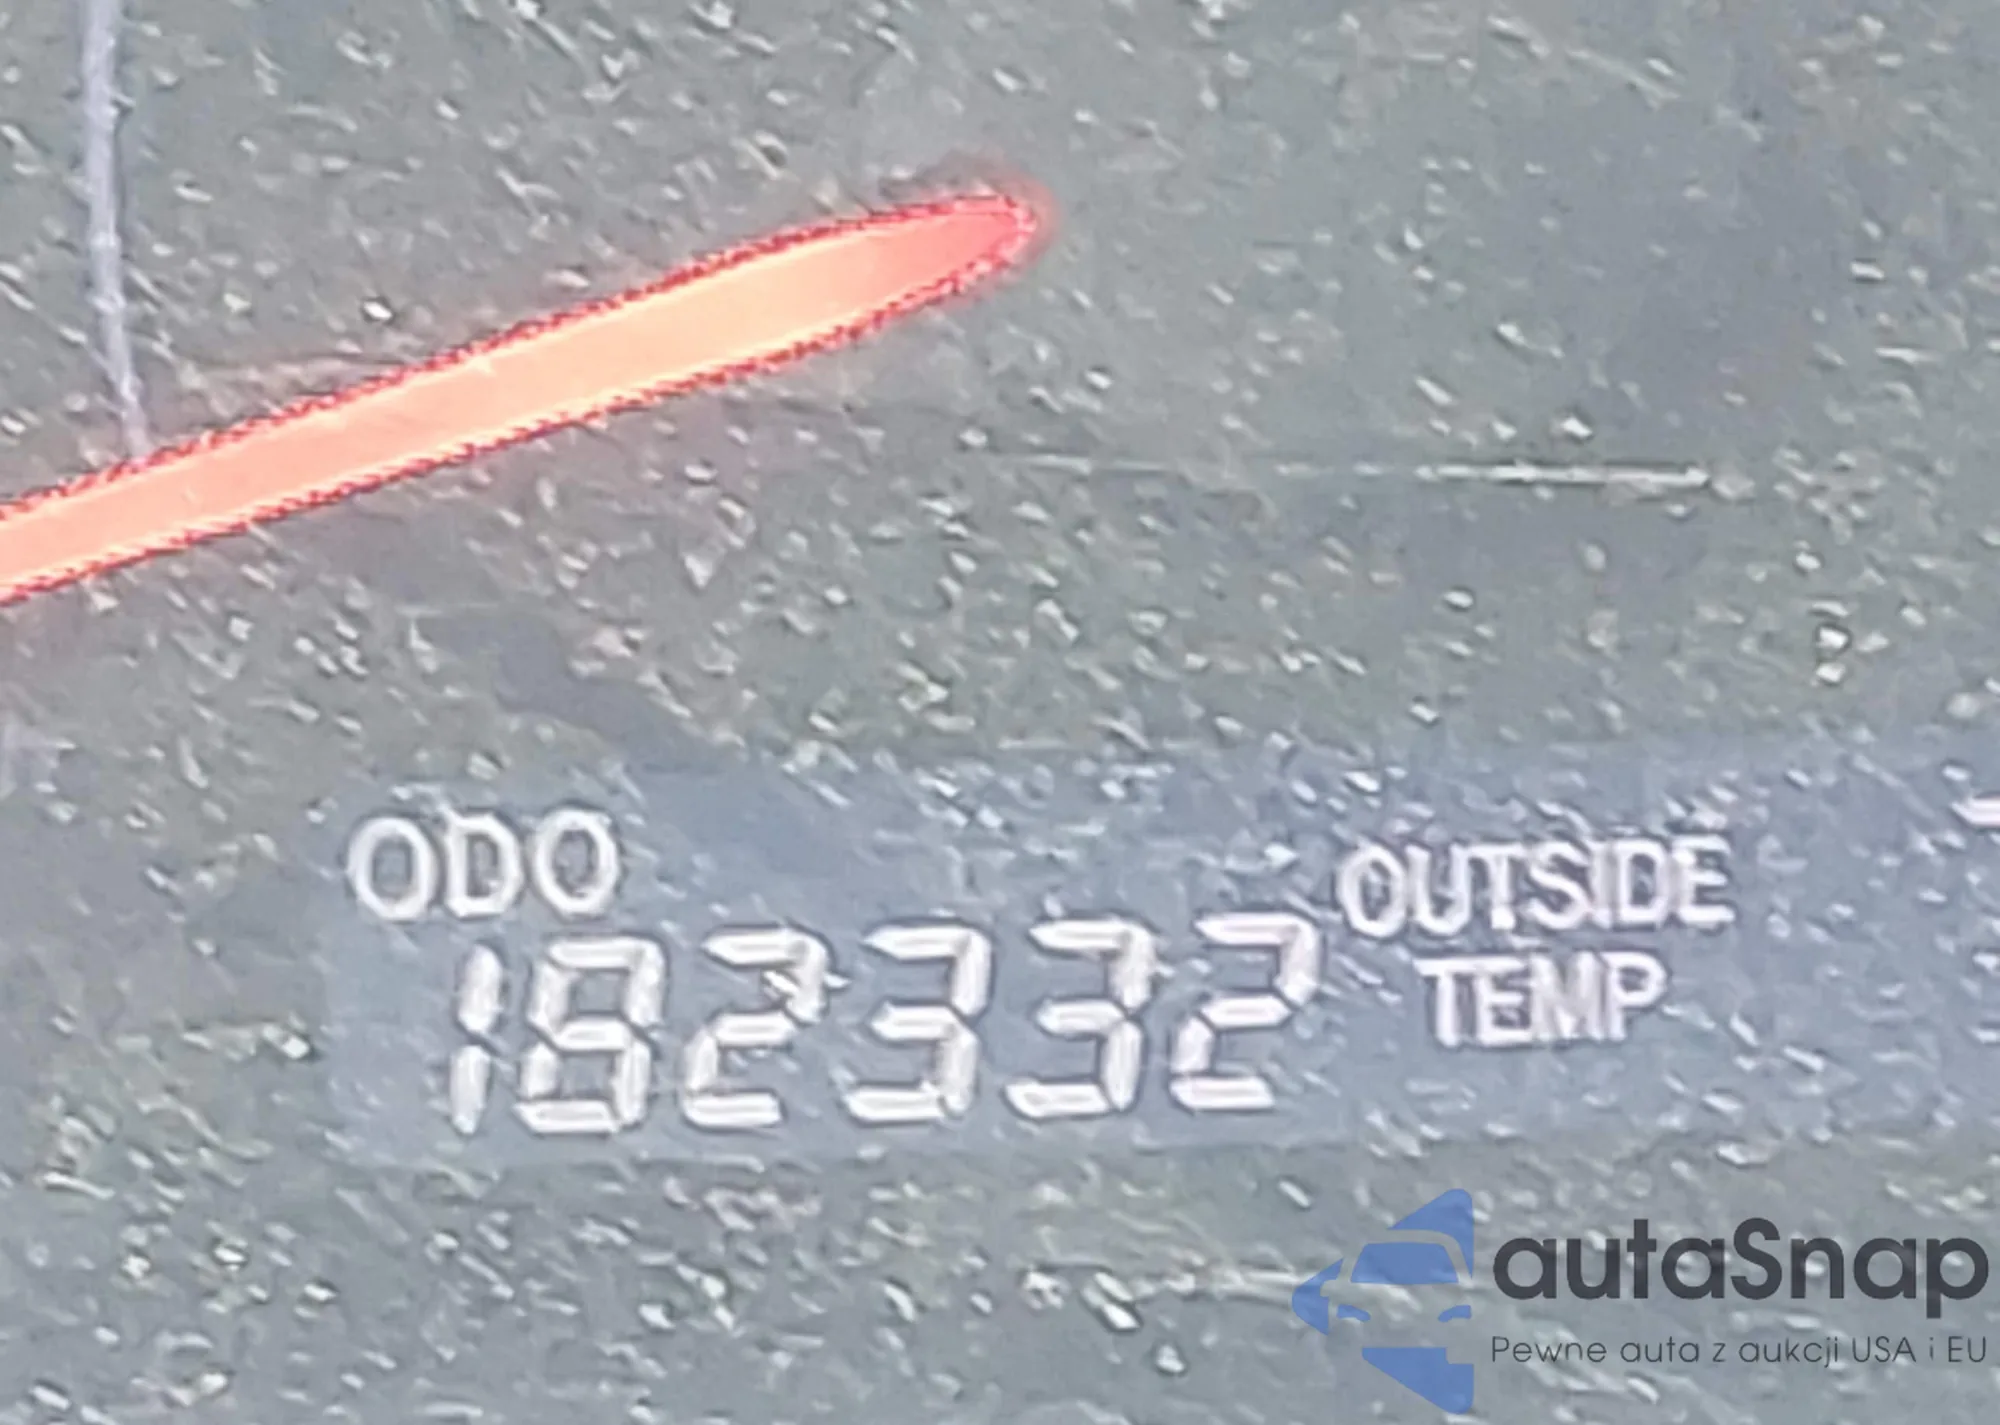 ODO
182332
OUTSIDE
TEMP
autaSnap
Pewne auta z aukcji USA i EU